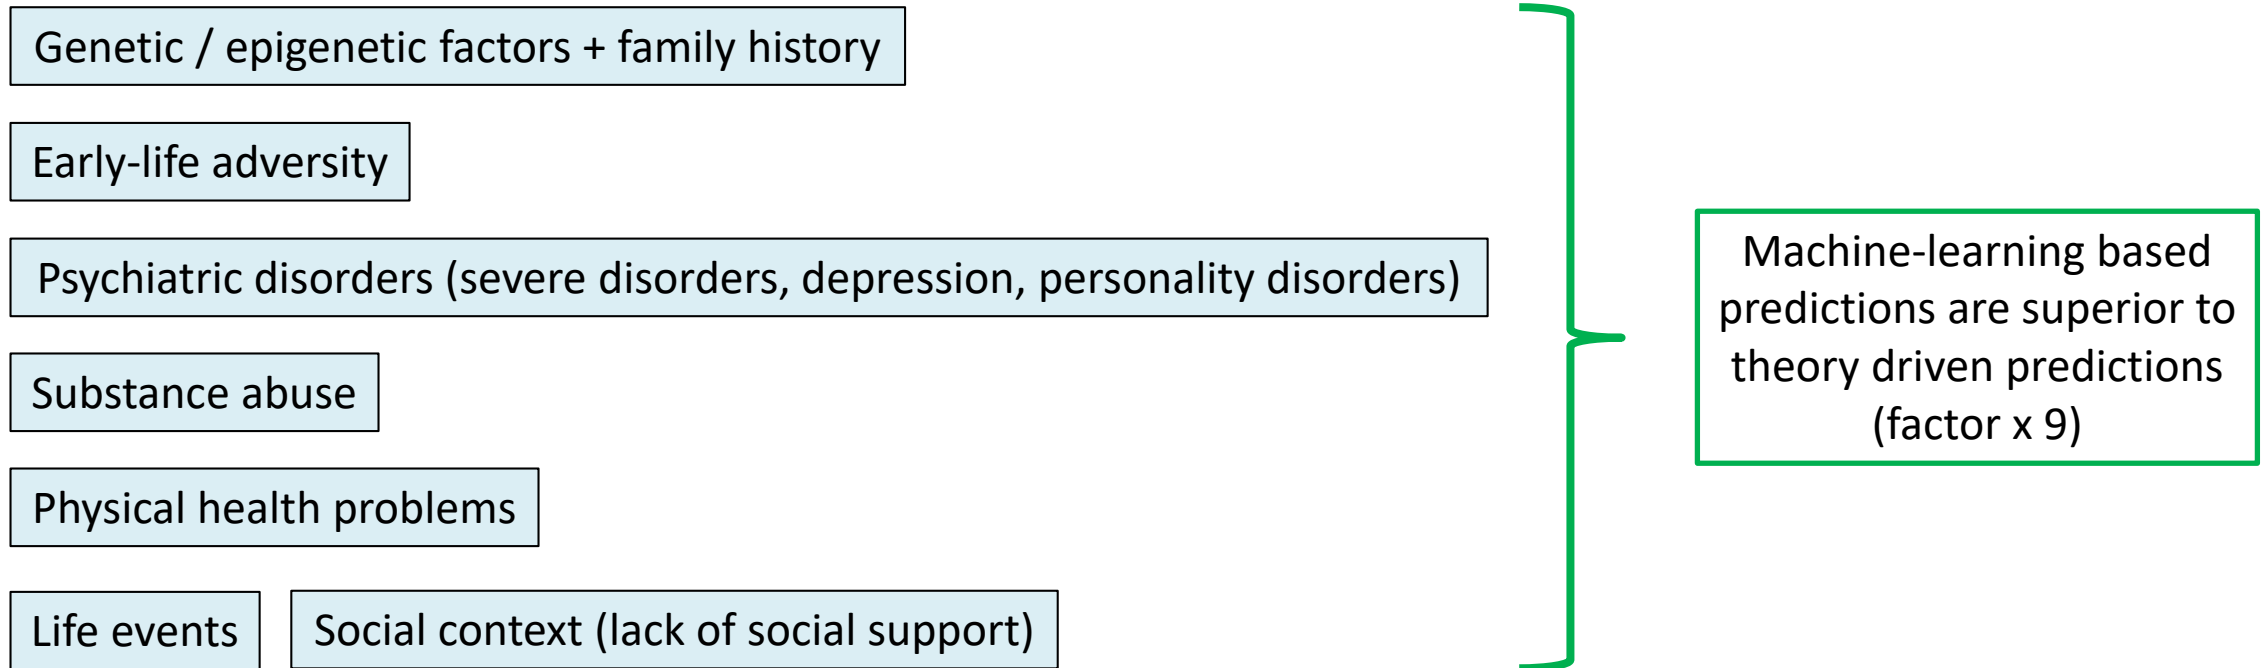 Genetic / epigenetic factors + family history
Early-life adversity
Psychiatric disorders (severe disorders, depression, personality disorders)
Substance abuse
Physical health problems
Life events
Social context (lack of social support)
Machine-learning based
predictions are superior to
theory driven predictions
(factor x 9)